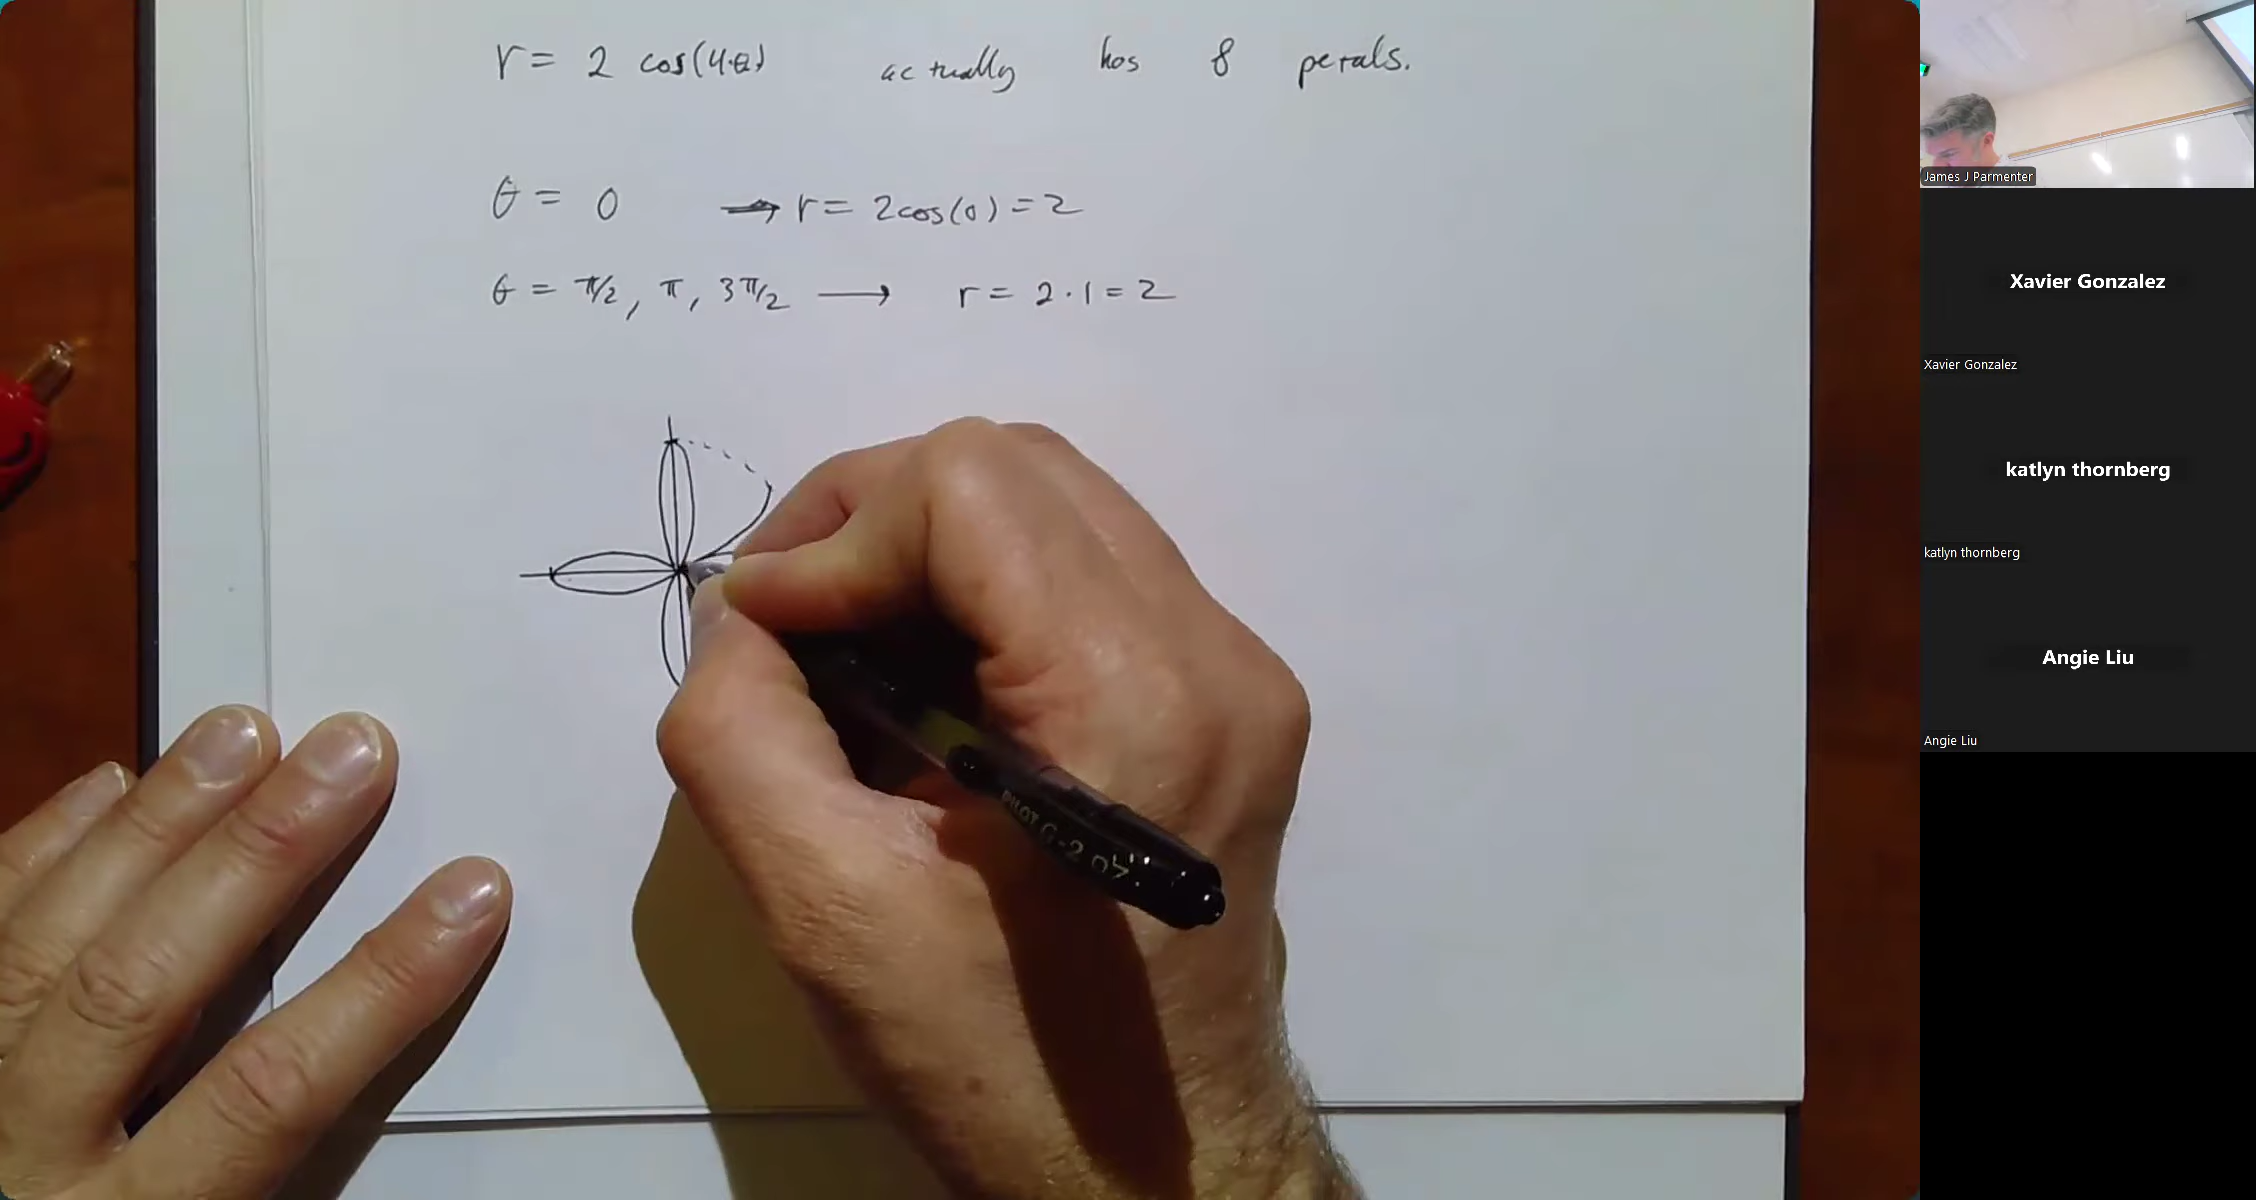 r = 2 cos(4·θ) actually has 8 petals.
θ = 0 → r = 2cos(0) = 2
θ = π/2, π, 3π/2 → r = 2·1 = 2
PILOT G-2 07
James J Parmenter
Xavier Gonzalez
Xavier Gonzalez
katlyn thornberg
katlyn thornberg
Angie Liu
Angie Liu